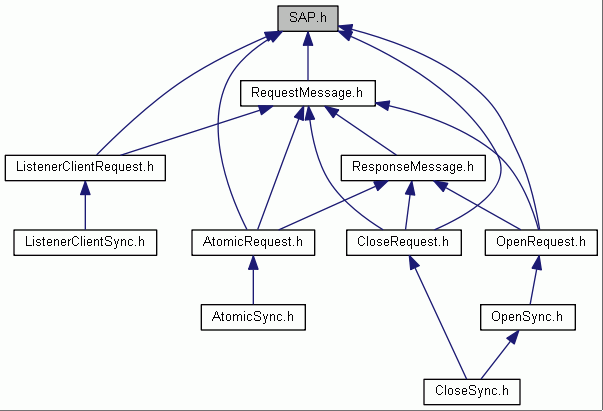 SAP.h
RequestMessage.h
ListenerClientRequest.h
ResponseMessage.h
ListenerClientSync.h
AtomicRequest.h
CloseRequest.h
OpenRequest.h
AtomicSync.h
OpenSync.h
CloseSync.h